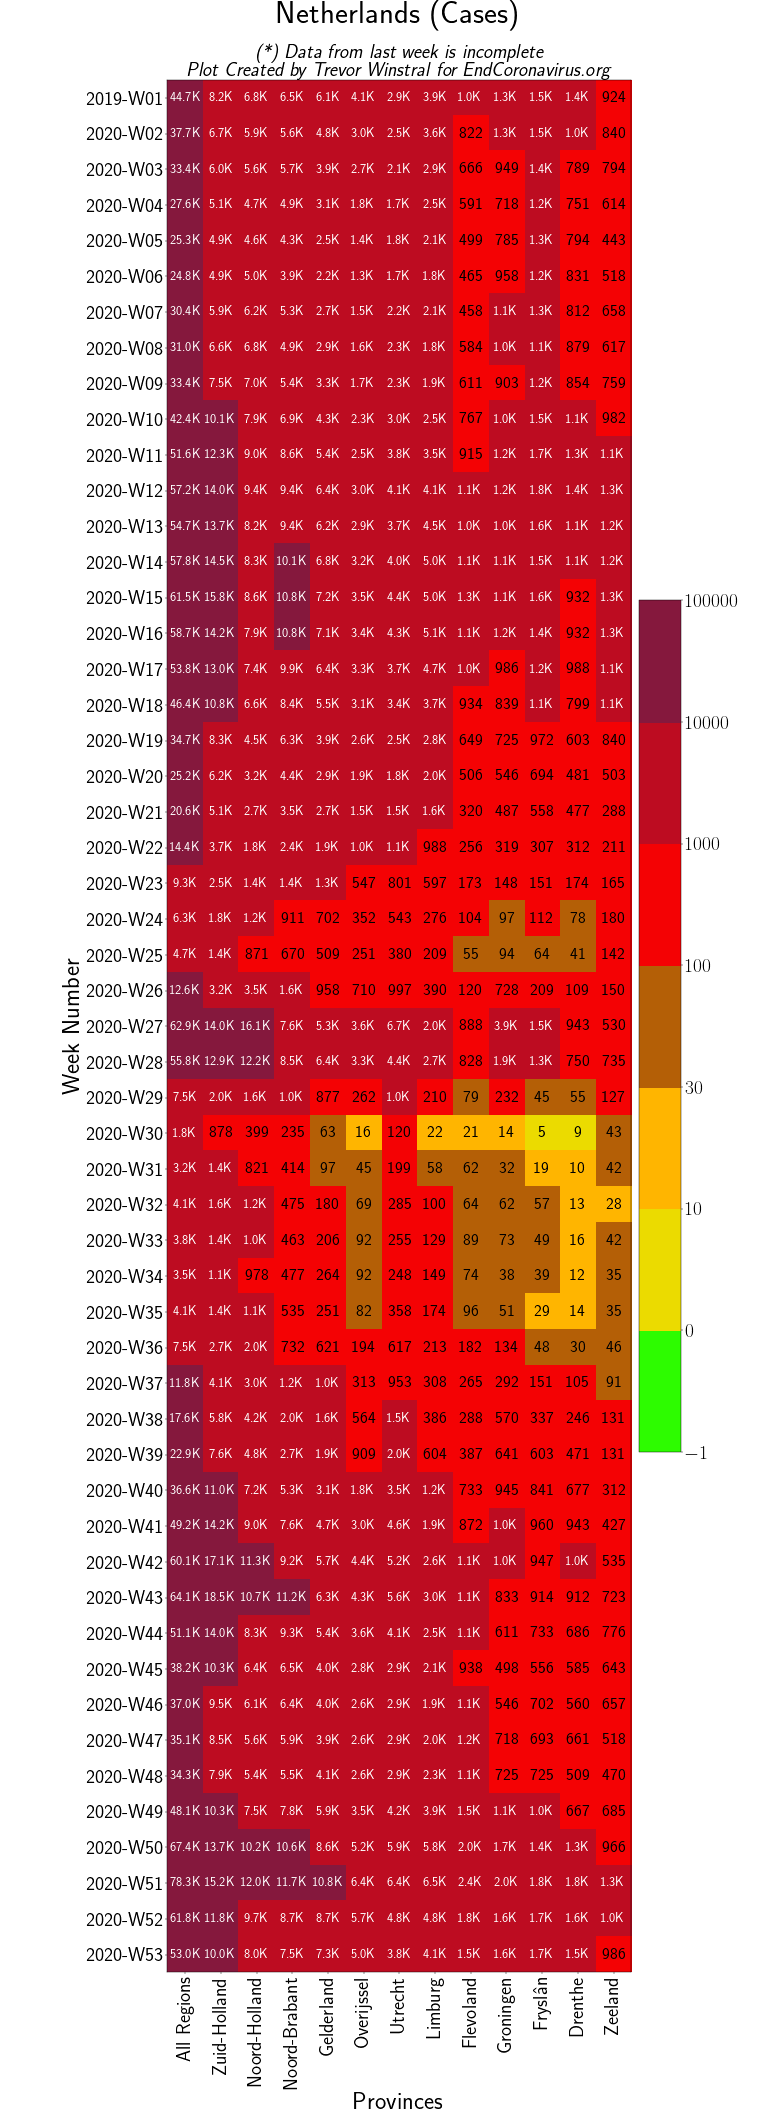 Netherlands (Cases)
(*) Data from last week is incomplete
Plot Created by Trevor Winstral for EndCoronavirus.org
2019-W01 44.7K 8.2K 6.8K 6.5K 6.1K 4.1K 2.9K 3.9K 1.0K 1.3K 1.5K 1.4K 924
2020-W02 37.7K 6.7K 5.9K 5.6K 4.8K 3.0K 2.5K 3.6K 822 1.3K 1.5K 1.0K 840
2020-W03 33.4K 6.0K 5.6K 5.7K 3.9K 2.7K 2.1K 2.9K 666 949 1.4K 789 794
2020-W04 27.6K 5.1K 4.7K 4.9K 3.1K 1.8K 1.7K 2.5K 591 718 1.2K 751 614
2020-W05 25.3K 4.9K 4.6K 4.3K 2.5K 1.4K 1.8K 2.1K 499 785 1.3K 794 443
2020-W06 24.8K 4.9K 5.0K 3.9K 2.2K 1.3K 1.7K 1.8K 465 958 1.2K 831 518
2020-W07 30.4K 5.9K 6.2K 5.3K 2.7K 1.5K 2.2K 2.1K 458 1.1K 1.3K 812 658
2020-W08 31.0K 6.6K 6.8K 4.9K 2.9K 1.6K 2.3K 1.8K 584 1.0K 1.1K 879 617
2020-W09 33.4K 7.5K 7.0K 5.4K 3.3K 1.7K 2.3K 1.9K 611 903 1.2K 854 759
2020-W10 42.4K 10.1K 7.9K 6.9K 4.3K 2.3K 3.0K 2.5K 767 1.0K 1.5K 1.1K 982
2020-W11 51.6K 12.3K 9.0K 8.6K 5.4K 2.5K 3.8K 3.5K 915 1.2K 1.7K 1.3K 1.1K
2020-W12 57.2K 14.0K 9.4K 9.4K 6.4K 3.0K 4.1K 4.1K 1.1K 1.2K 1.8K 1.4K 1.3K
2020-W13 54.7K 13.7K 8.2K 9.4K 6.2K 2.9K 3.7K 4.5K 1.0K 1.0K 1.6K 1.1K 1.2K
2020-W14 57.8K 14.5K 8.3K 10.1K 6.8K 3.2K 4.0K 5.0K 1.1K 1.1K 1.5K 1.1K 1.2K
2020-W15 61.5K 15.8K 8.6K 10.8K 7.2K 3.5K 4.4K 5.0K 1.3K 1.1K 1.6K 932 1.3K
2020-W16 58.7K 14.2K 7.9K 10.8K 7.1K 3.4K 4.3K 5.1K 1.1K 1.2K 1.4K 932 1.3K
2020-W17 53.8K 13.0K 7.4K 9.9K 6.4K 3.3K 3.7K 4.7K 1.0K 986 1.2K 988 1.1K
2020-W18 46.4K 10.8K 6.6K 8.4K 5.5K 3.1K 3.4K 3.7K 934 839 1.1K 799 1.1K
2020-W19 34.7K 8.3K 4.5K 6.3K 3.9K 2.6K 2.5K 2.8K 649 725 972 603 840
2020-W20 25.2K 6.2K 3.2K 4.4K 2.9K 1.9K 1.8K 2.0K 506 546 694 481 503
2020-W21 20.6K 5.1K 2.7K 3.5K 2.7K 1.5K 1.5K 1.6K 320 487 558 477 288
2020-W22 14.4K 3.7K 1.8K 2.4K 1.9K 1.0K 1.1K 988 256 319 307 312 211
2020-W23 9.3K 2.5K 1.4K 1.4K 1.3K 547 801 597 173 148 151 174 165
2020-W24 6.3K 1.8K 1.2K 911 702 352 543 276 104 97 112 78 180
2020-W25 4.7K 1.4K 871 670 509 251 380 209 55 94 64 41 142
2020-W26 12.6K 3.2K 3.5K 1.6K 958 710 997 390 120 728 209 109 150
2020-W27 62.9K 14.0K 16.1K 7.6K 5.3K 3.6K 6.7K 2.0K 888 3.9K 1.5K 943 530
2020-W28 55.8K 12.9K 12.2K 8.5K 6.4K 3.3K 4.4K 2.7K 828 1.9K 1.3K 750 735
2020-W29 7.5K 2.0K 1.6K 1.0K 877 262 1.0K 210 79 232 45 55 127
2020-W30 1.8K 878 399 235 63 16 120 22 21 14 5 9 43
2020-W31 3.2K 1.4K 821 414 97 45 199 58 62 32 19 10 42
2020-W32 4.1K 1.6K 1.2K 475 180 69 285 100 64 62 57 13 28
2020-W33 3.8K 1.4K 1.0K 463 206 92 255 129 89 73 49 16 42
2020-W34 3.5K 1.1K 978 477 264 92 248 149 74 38 39 12 35
2020-W35 4.1K 1.4K 1.1K 535 251 82 358 174 96 51 29 14 35
2020-W36 7.5K 2.7K 2.0K 732 621 194 617 213 182 134 48 30 46
2020-W37 11.8K 4.1K 3.0K 1.2K 1.0K 313 953 308 265 292 151 105 91
2020-W38 17.6K 5.8K 4.2K 2.0K 1.6K 564 1.5K 386 288 570 337 246 131
2020-W39 22.9K 7.6K 4.8K 2.7K 1.9K 909 2.0K 604 387 641 603 471 131
2020-W40 36.6K 11.0K 7.2K 5.3K 3.1K 1.8K 3.5K 1.2K 733 945 841 677 312
2020-W41 49.2K 14.2K 9.0K 7.6K 4.7K 3.0K 4.6K 1.9K 872 1.0K 960 943 427
2020-W42 60.1K 17.1K 11.3K 9.2K 5.7K 4.4K 5.2K 2.6K 1.1K 1.0K 947 1.0K 535
2020-W43 64.1K 18.5K 10.7K 11.2K 6.3K 4.3K 5.6K 3.0K 1.1K 833 914 912 723
2020-W44 51.1K 14.0K 8.3K 9.3K 5.4K 3.6K 4.1K 2.5K 1.1K 611 733 686 776
2020-W45 38.2K 10.3K 6.4K 6.5K 4.0K 2.8K 2.9K 2.1K 938 498 556 585 643
2020-W46 37.0K 9.5K 6.1K 6.4K 4.0K 2.6K 2.9K 1.9K 1.1K 546 702 560 657
2020-W47 35.1K 8.5K 5.6K 5.9K 3.9K 2.6K 2.9K 2.0K 1.2K 718 693 661 518
2020-W48 34.3K 7.9K 5.4K 5.5K 4.1K 2.6K 2.9K 2.3K 1.1K 725 725 509 470
2020-W49 48.1K 10.3K 7.5K 7.8K 5.9K 3.5K 4.2K 3.9K 1.5K 1.1K 1.0K 667 685
2020-W50 67.4K 13.7K 10.2K 10.6K 8.6K 5.2K 5.9K 5.8K 2.0K 1.7K 1.4K 1.3K 966
2020-W51 78.3K 15.2K 12.0K 11.7K 10.8K 6.4K 6.4K 6.5K 2.4K 2.0K 1.8K 1.8K 1.3K
2020-W52 61.8K 11.8K 9.7K 8.7K 8.7K 5.7K 4.8K 4.8K 1.8K 1.6K 1.7K 1.6K 1.0K
2020-W53 53.0K 10.0K 8.0K 7.5K 7.3K 5.0K 3.8K 4.1K 1.5K 1.6K 1.7K 1.5K 986
Week Number
All Regions
Zuid-Holland
Noord-Holland
Noord-Brabant
Gelderland
Overijssel
Utrecht
Limburg
Flevoland
Groningen
Fryslân
Drenthe
Zeeland
Provinces
100000
10000
1000
100
30
10
0
−1